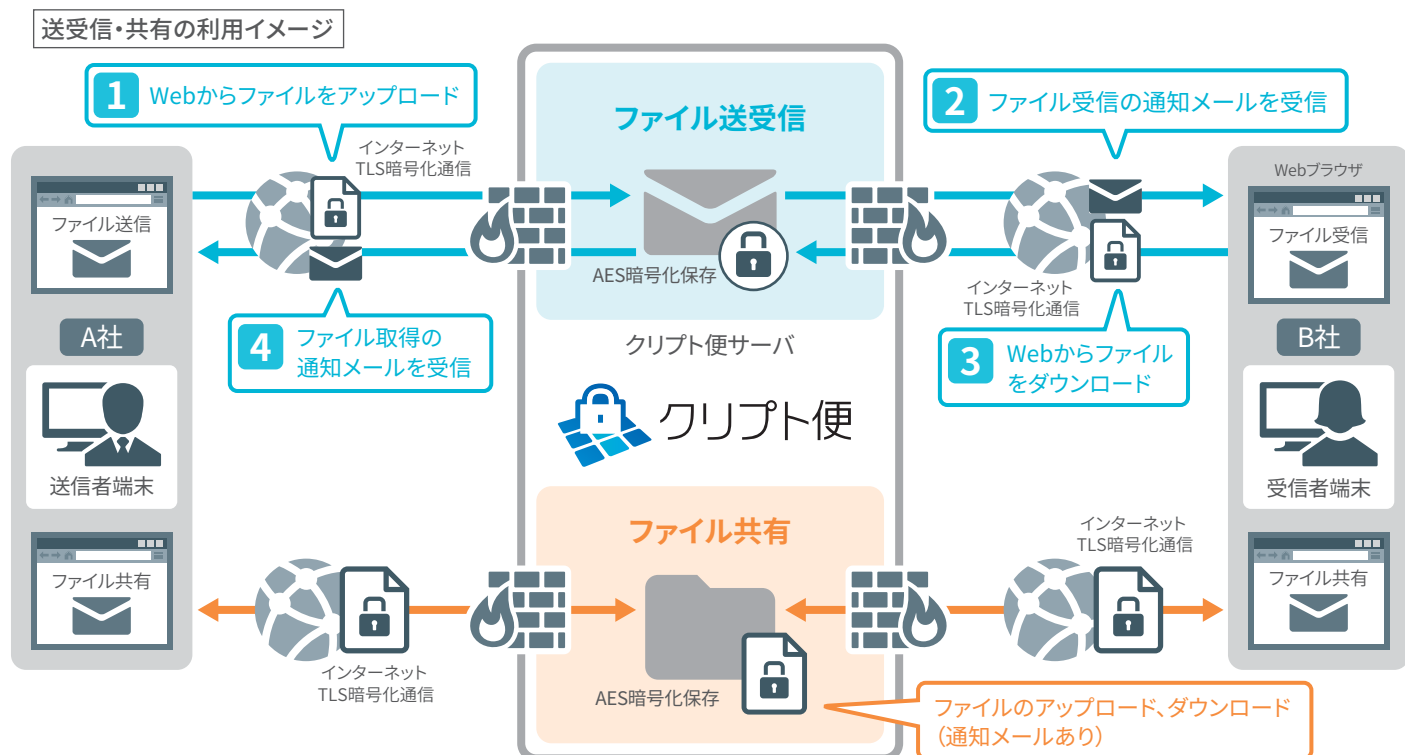 送受信・共有の利用イメージ
1 Webからファイルをアップロード
インターネット
TLS暗号化通信
ファイル送受信
2 ファイル受信の通知メールを受信
Webブラウザ
ファイル送信
ファイル受信
AES暗号化保存
インターネット
TLS暗号化通信
A社
4 ファイル取得の
通知メールを受信
クリプト便サーバ
3 Webからファイル
をダウンロード
B社
クリプト便
送信者端末
受信者端末
ファイル共有
インターネット
TLS暗号化通信
ファイル共有
ファイル共有
インターネット
TLS暗号化通信
AES暗号化保存
ファイルのアップロード、ダウンロード
（通知メールあり）